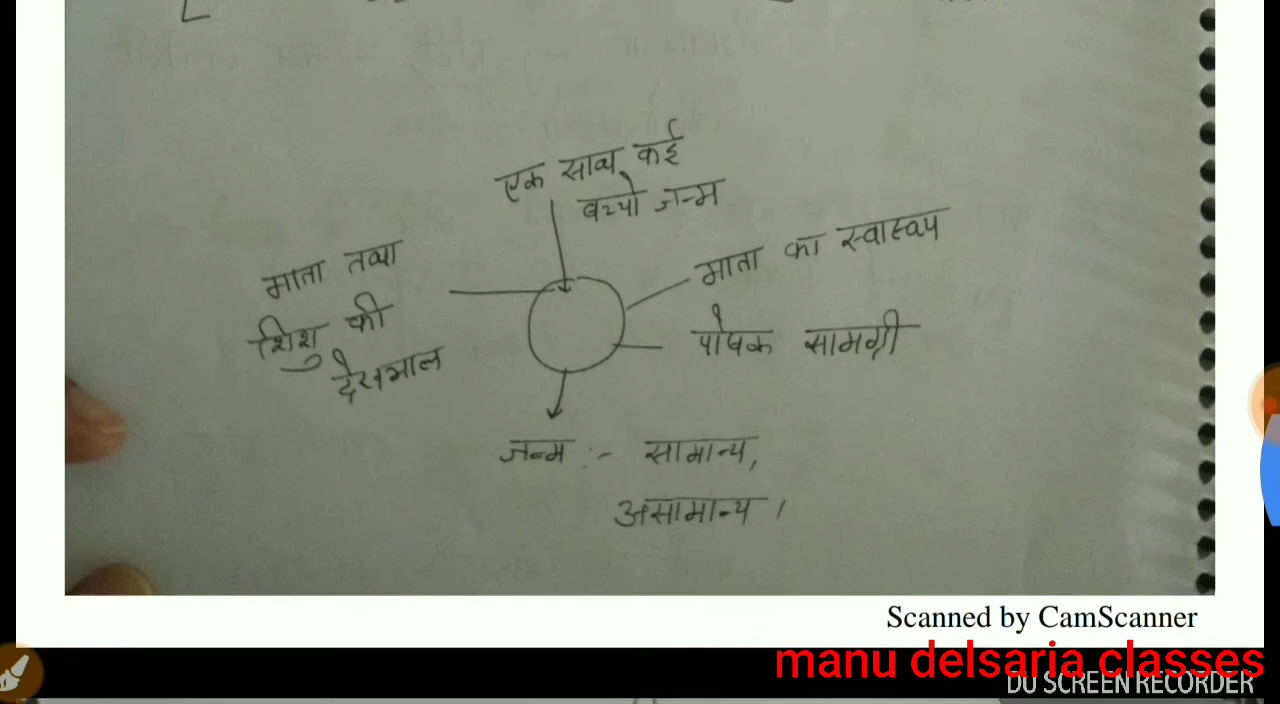 एक साथ कई
बच्चो जन्म
माता तथा
शिशु की
देखभाल
माता का स्वास्थय
पोषक सामग्री
जन्म :- सामान्य,
असामान्य ।
Scanned by CamScanner
manu delsaria classes
DU SCREEN RECORDER